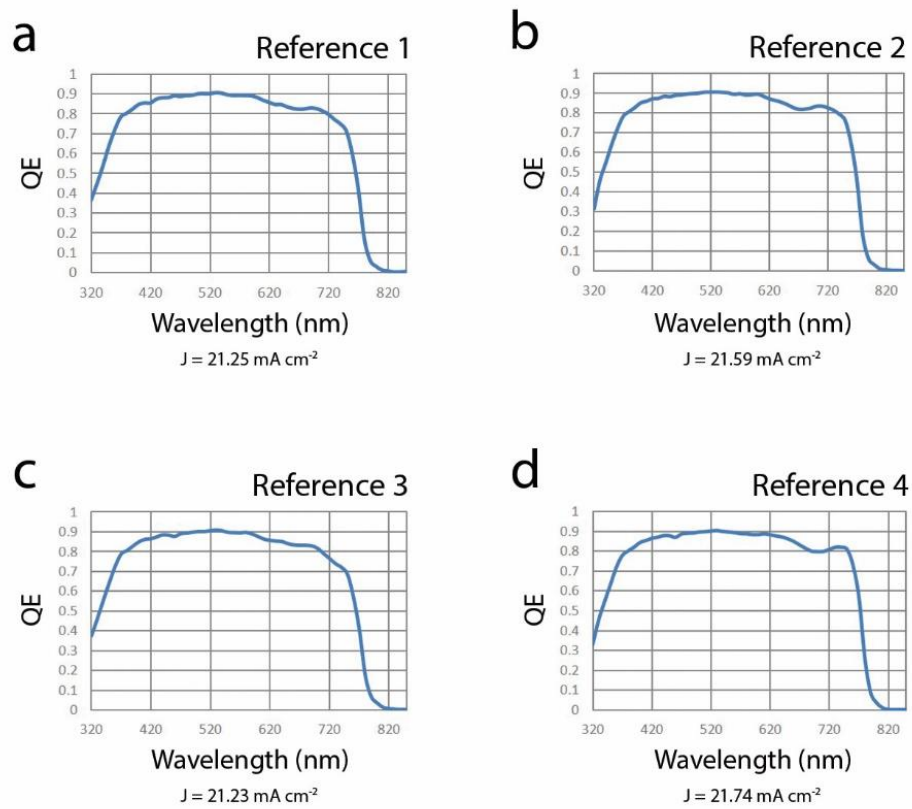 a
Reference 1
1
0.9
0.8
0.7
0.6
0.5
0.4
0.3
0.2
0.1
0
QE
320 420 520 620 720 820
Wavelength (nm)
J = 21.25 mA cm⁻²
b
Reference 2
1
0.9
0.8
0.7
0.6
0.5
0.4
0.3
0.2
0.1
0
QE
320 420 520 620 720 820
Wavelength (nm)
J = 21.59 mA cm⁻²
c
Reference 3
1
0.9
0.8
0.7
0.6
0.5
0.4
0.3
0.2
0.1
0
QE
320 420 520 620 720 820
Wavelength (nm)
J = 21.23 mA cm⁻²
d
Reference 4
1
0.9
0.8
0.7
0.6
0.5
0.4
0.3
0.2
0.1
0
QE
320 420 520 620 720 820
Wavelength (nm)
J = 21.74 mA cm⁻²